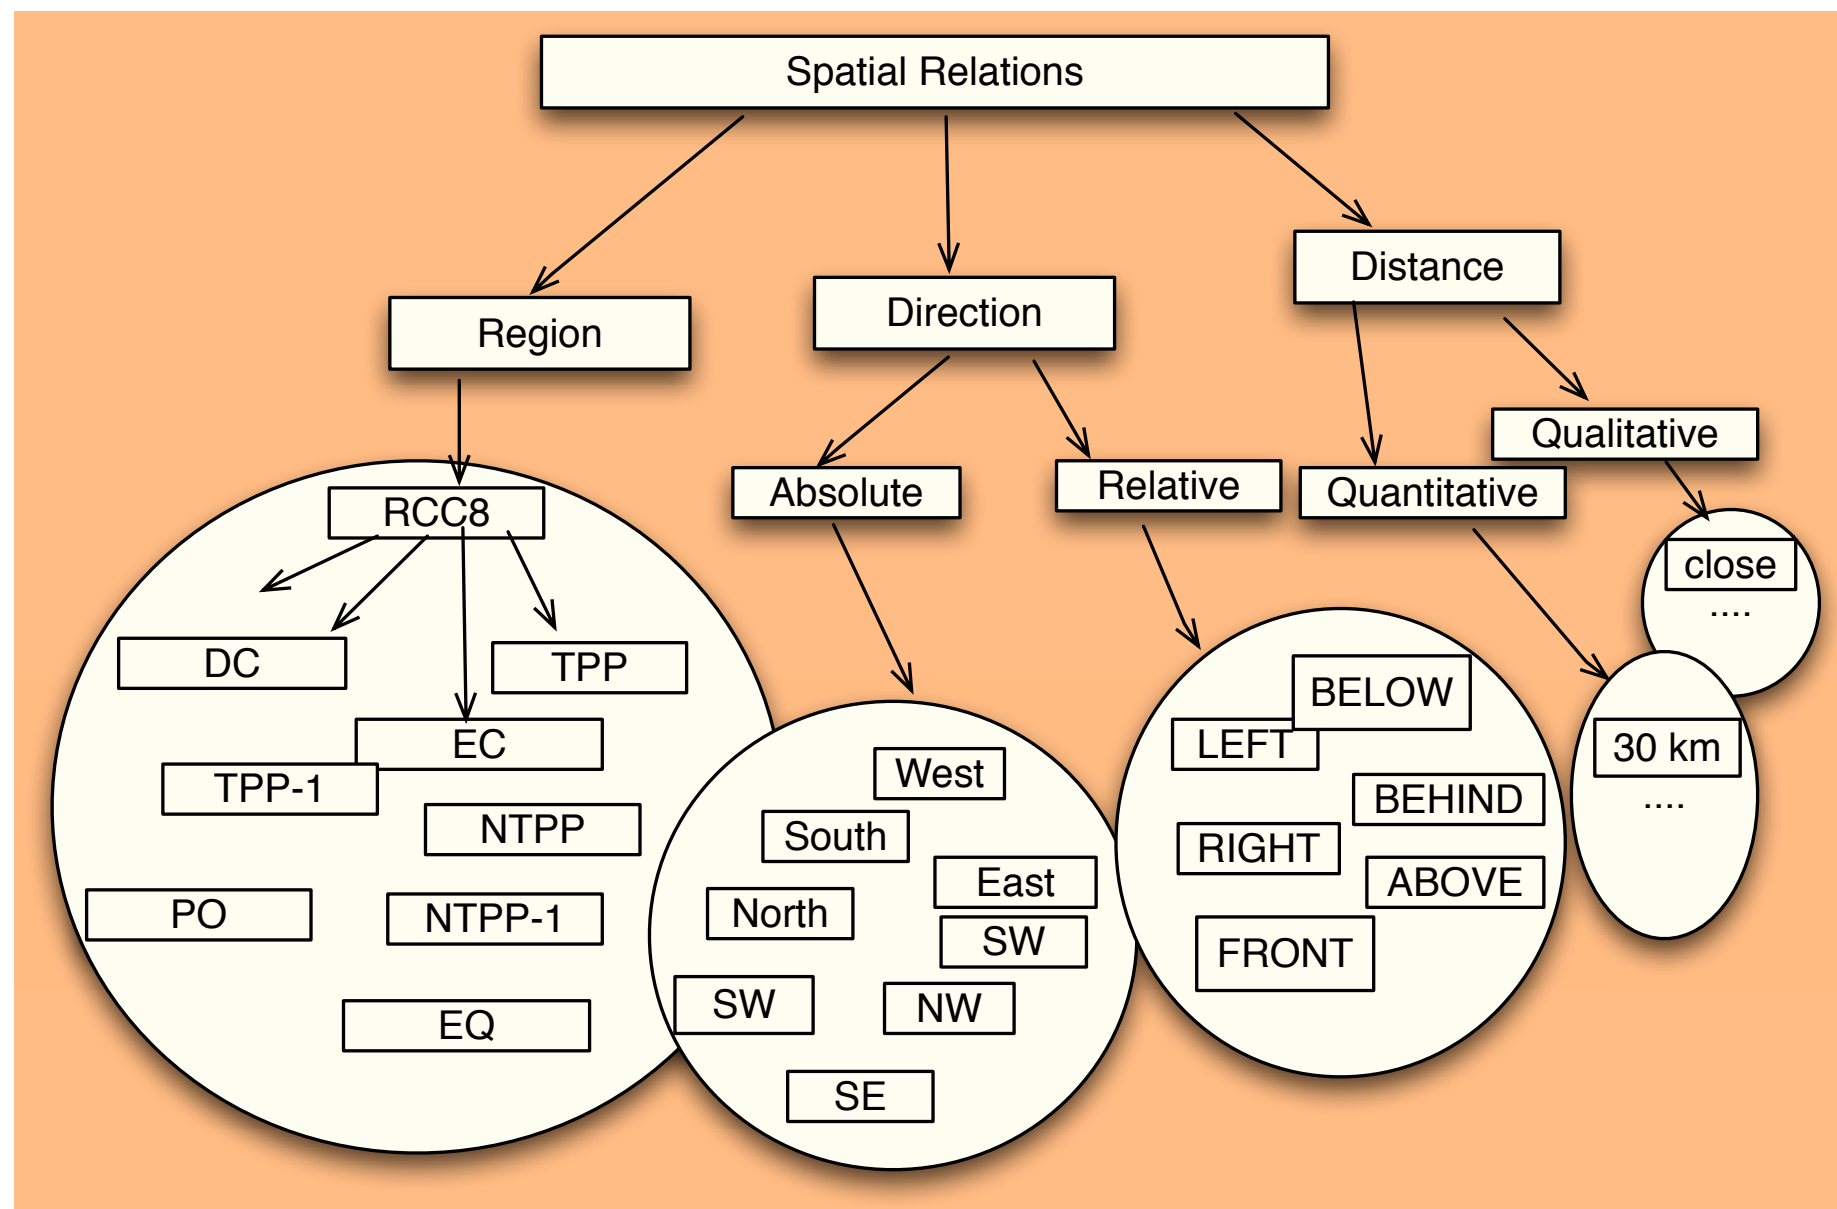 Spatial Relations
Region
Direction
Distance
Absolute
Relative
Quantitative
Qualitative
RCC8
DC
TPP
EC
TPP-1
NTPP
PO
NTPP-1
EQ
West
South
East
North
SW
SW
NW
SE
BELOW
LEFT
BEHIND
RIGHT
ABOVE
FRONT
30 km
....
close
....